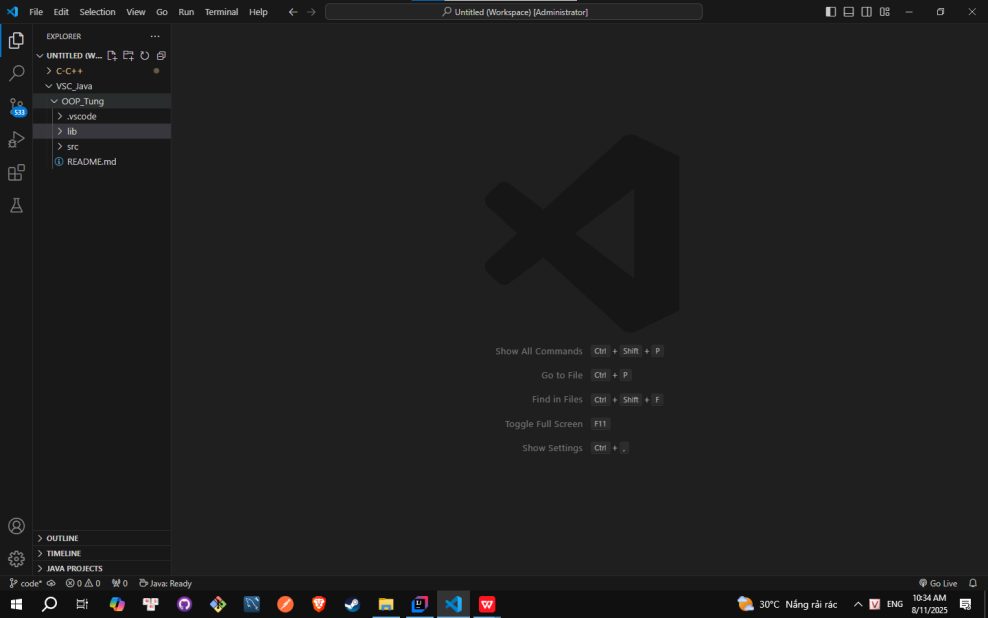 File Edit Selection View Go Run Terminal Help
Untitled (Workspace) [Administrator]
EXPLORER
UNTITLED (W...
C-C++
VSC_Java
OOP_Tung
.vscode
lib
src
README.md
533
Show All Commands Ctrl + Shift + P
Go to File Ctrl + P
Find in Files Ctrl + Shift + F
Toggle Full Screen F11
Show Settings Ctrl + ,
OUTLINE
TIMELINE
JAVA PROJECTS
code* 0 0 0 Java: Ready
Go Live
30°C Nắng rải rác
V
ENG
10:34 AM
8/11/2025